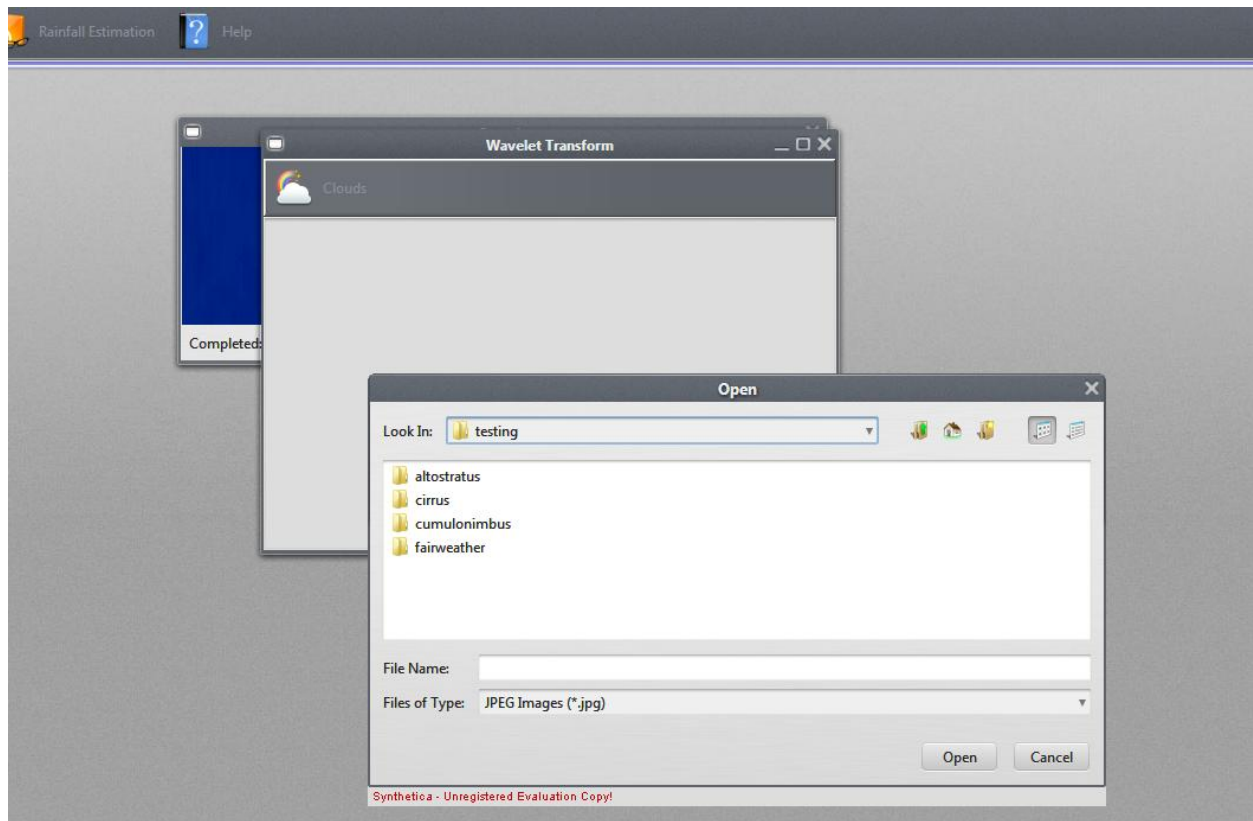 Rainfall Estimation
Help
Wavelet Transform
Clouds
Completed:
Open
Look In: testing
altostratus
cirrus
cumulonimbus
fairweather
File Name:
Files of Type: JPEG Images (*.jpg)
Open Cancel
Synthetica - Unregistered Evaluation Copy!